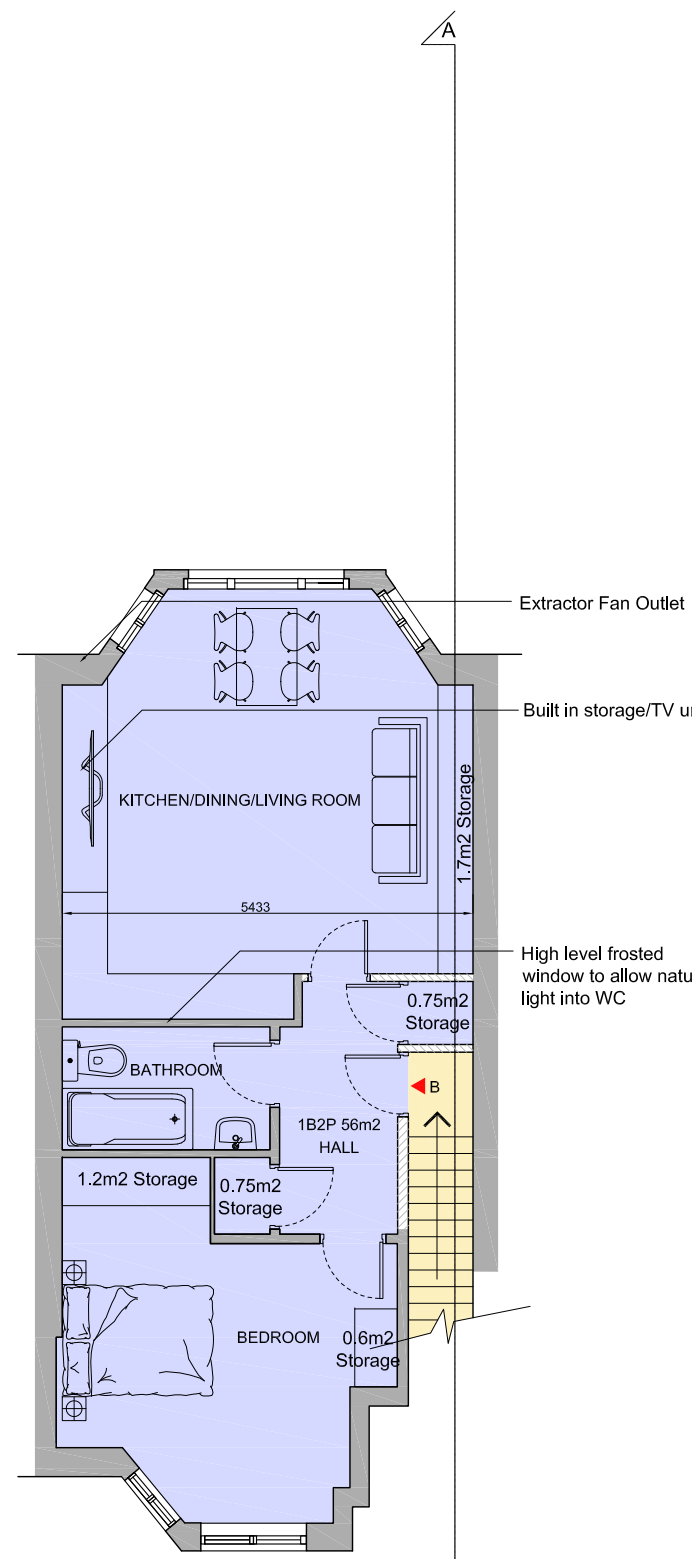 A
Extractor Fan Outlet
Built in storage/TV
KITCHEN/DINING/LIVING ROOM
1.7m2 Storage
5433
High level frosted
window to allow
light into WC
0.75m2
Storage
BATHROOM
B
1B2P 56m2
HALL
1.2m2 Storage
0.75m2
Storage
BEDROOM
0.6m2
Storage